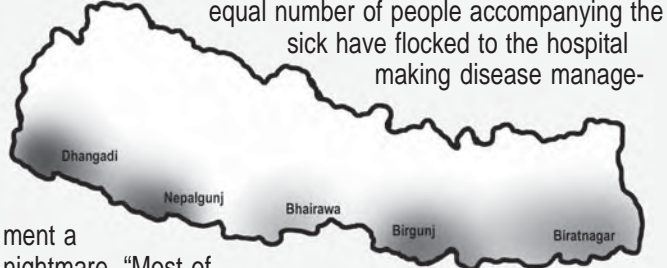 equal number of people accompanying the
sick have flocked to the hospital
making disease manage-
Dhangadi
Nepalgunj
Bhairawa
Birgunj
Biratnagar
ment a
nightmare. “Most of